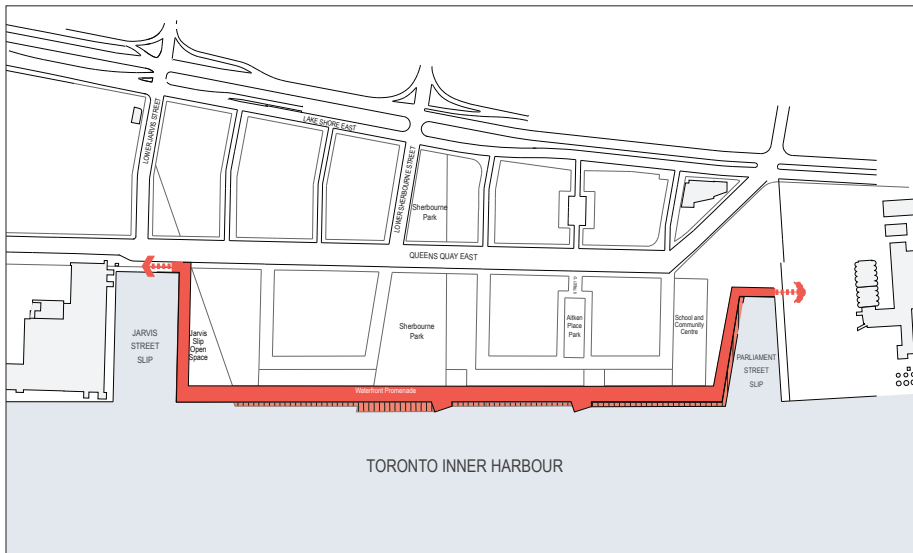 LAKE SHORE EAST
LOWER JARVIS STREET
LOWER SHERBOURNE STREET
Sherbourne
Park
QUEENS QUAY EAST
JARVIS
STREET
SLIP
Jarvis
Slip
Open
Space
Sherbourne
Park
Aitken
Place
Park
School and
Community
Centre
PARLIAMENT
STREET
SLIP
Waterfront Promenade
TORONTO INNER HARBOUR